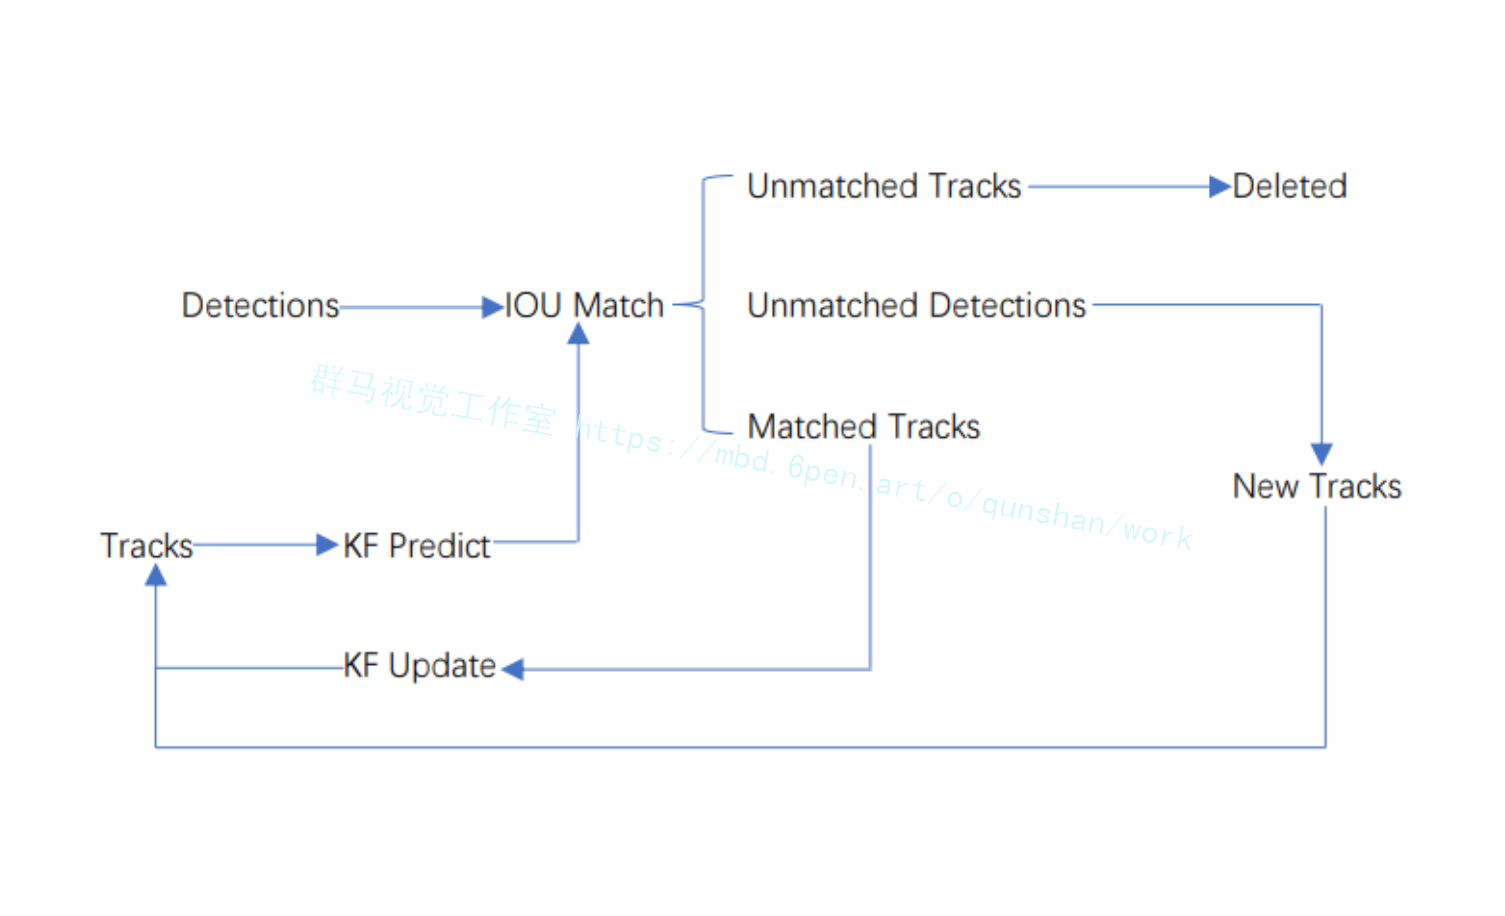 Unmatched Tracks
Deleted
Detections
IOU Match
Unmatched Detections
Matched Tracks
群马视觉工作室 https://mbd.6pen.art/o/qunshan/work
New Tracks
Tracks
KF Predict
KF Update